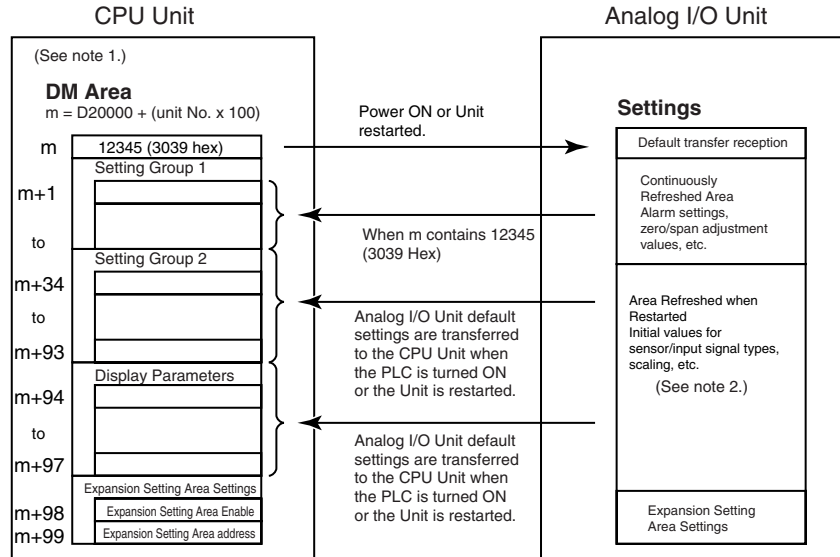 CPU Unit
Analog I/O Unit
(See note 1.)
DM Area
m = D20000 + (unit No. x 100)
m
12345 (3039 hex)
Setting Group 1
m+1
to
Setting Group 2
m+34
to
m+93
Display Parameters
m+94
to
m+97
Expansion Setting Area Settings
m+98
Expansion Setting Area Enable
m+99
Expansion Setting Area address
Power ON or Unit
restarted.
When m contains 12345
(3039 Hex)
Analog I/O Unit default
settings are transferred
to the CPU Unit when
the PLC is turned ON
or the Unit is restarted.
Analog I/O Unit default
settings are transferred
to the CPU Unit when
the PLC is turned ON
or the Unit is restarted.
Settings
Default transfer reception
Continuously
Refreshed Area
Alarm settings,
zero/span adjustment
values, etc.
Area Refreshed when
Restarted
Initial values for
sensor/input signal types,
scaling, etc.
(See note 2.)
Expansion Setting
Area Settings